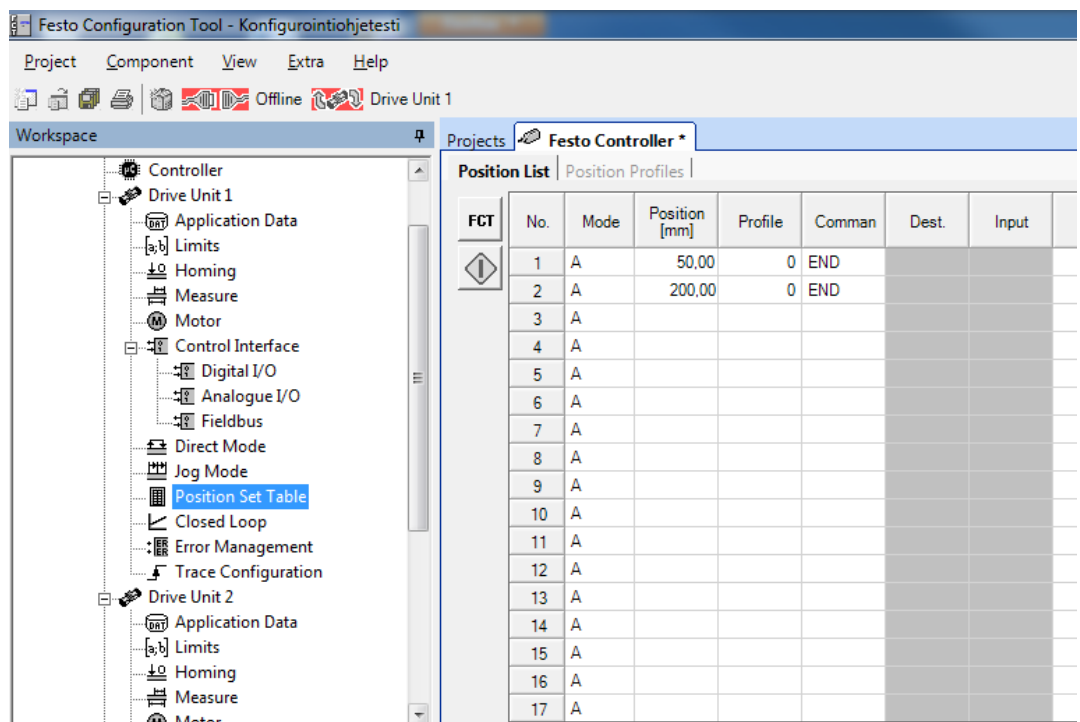 Festo Configuration Tool - Konfigurointiohjetesti
Project Component View Extra Help
Offline Drive Unit 1
Workspace
Controller
Drive Unit 1
Application Data
Limits
Homing
Measure
Motor
Control Interface
Digital I/O
Analogue I/O
Fieldbus
Direct Mode
Jog Mode
Position Set Table
Closed Loop
Error Management
Trace Configuration
Drive Unit 2
Application Data
Limits
Homing
Measure
Motor
Projects Festo Controller *
Position List Position Profiles
FCT
No. Mode Position [mm] Profile Comman Dest. Input
1 A 50,00 0 END
2 A 200,00 0 END
3 A
4 A
5 A
6 A
7 A
8 A
9 A
10 A
11 A
12 A
13 A
14 A
15 A
16 A
17 A